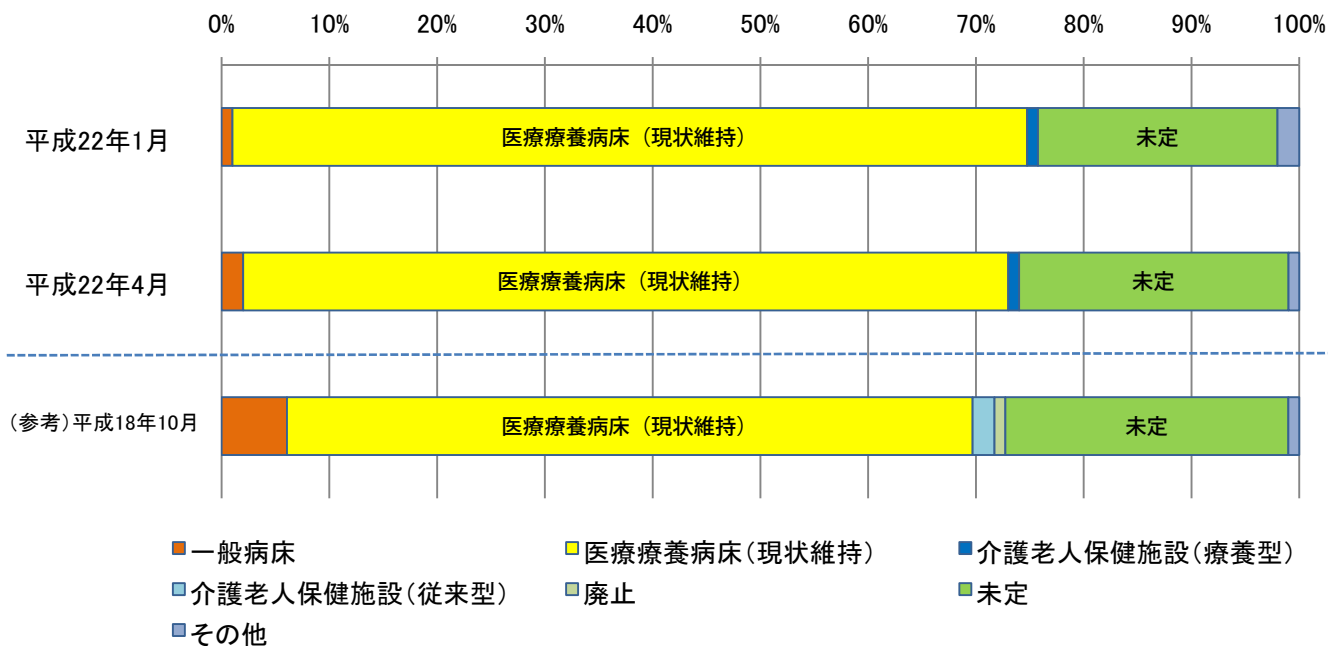 0% 10% 20% 30% 40% 50% 60% 70% 80% 90% 100%
平成22年1月 医療療養病床（現状維持） 未定
平成22年4月 医療療養病床（現状維持） 未定
（参考）平成18年10月 医療療養病床（現状維持） 未定
一般病床 医療療養病床（現状維持） 介護老人保健施設（療養型）
介護老人保健施設（従来型） 廃止 未定
その他